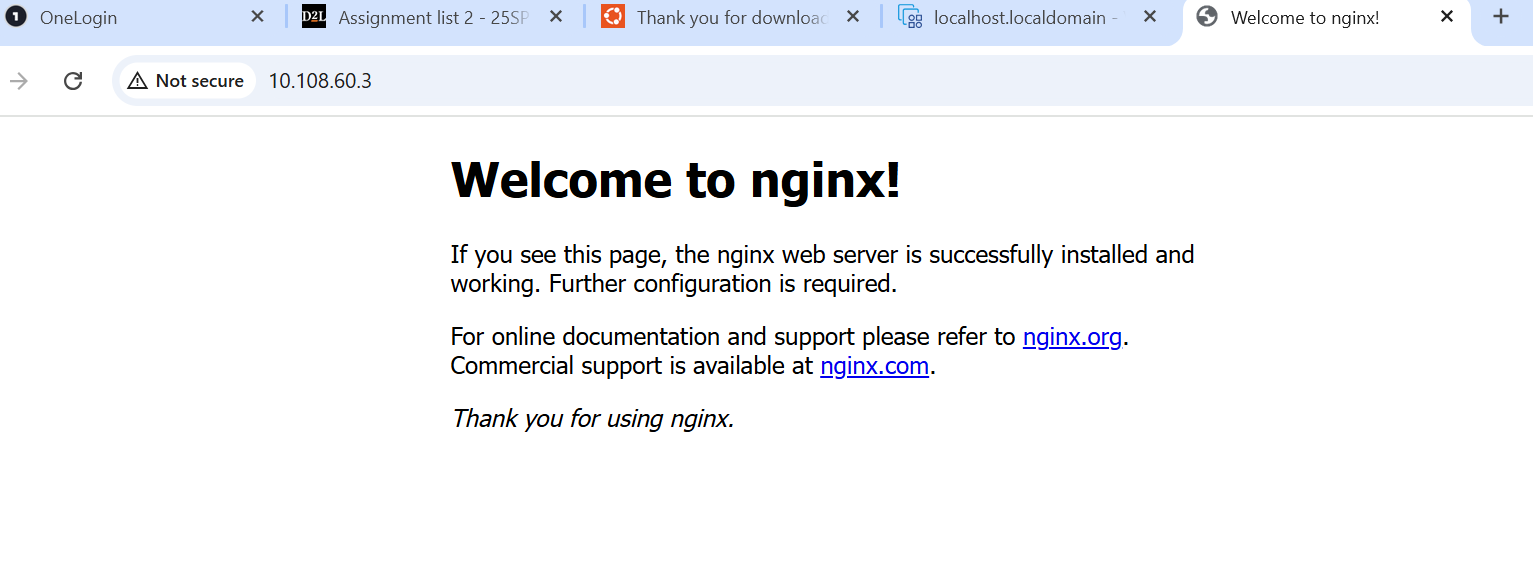 OneLogin
D2L Assignment list 2 - 25SP
Thank you for downloac
localhost.localdomain -
Welcome to nginx!
Not secure 10.108.60.3
Welcome to nginx!
If you see this page, the nginx web server is successfully installed and
working. Further configuration is required.
For online documentation and support please refer to nginx.org.
Commercial support is available at nginx.com.
Thank you for using nginx.